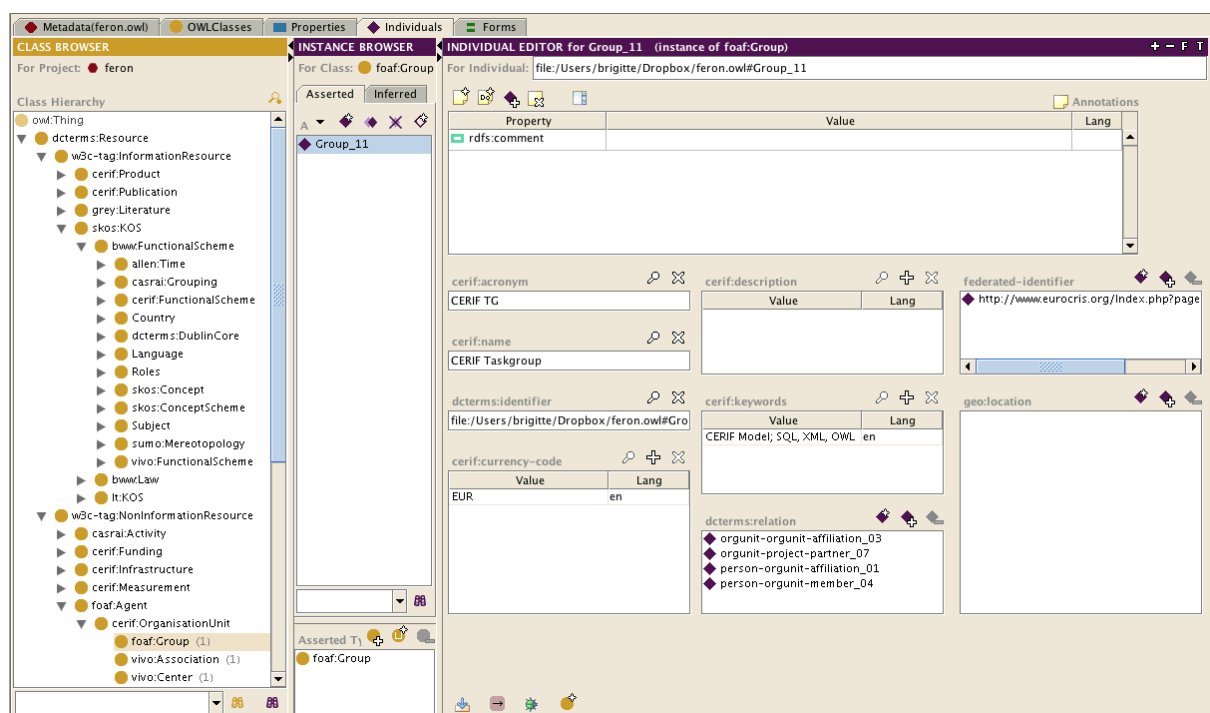 Metadata(feron.owl) OWLClasses Properties Individuals Forms
CLASS BROWSER
For Project: feron
Class Hierarchy
owl:Thing
dcterms:Resource
w3c-tag:InformationResource
cerif:Product
cerif:Publication
grey:Literature
skos:KOS
bww:FunctionalScheme
allen:Time
casrai:Grouping
cerif:FunctionalScheme
Country
dcterms:DublinCore
Language
Roles
skos:Concept
skos:ConceptScheme
Subject
sumo:Mereotopology
vivo:FunctionalScheme
bww:Law
lt:KOS
w3c-tag:NonInformationResource
casrai:Activity
cerif:Funding
cerif:Infrastructure
cerif:Measurement
foaf:Agent
cerif:OrganisationUnit
foaf:Group (1)
vivo:Association (1)
vivo:Center (1)
INSTANCE BROWSER
For Class: foaf:Group
Asserted Inferred
A
Group_11
Asserted Ty
foaf:Group
INDIVIDUAL EDITOR for Group_11 (instance of foaf:Group)
+ − F T
For Individual: file:/Users/brigitte/Dropbox/feron.owl#Group_11
Annotations
Property Value Lang
rdfs:comment
cerif:acronym
CERIF TG
cerif:name
CERIF Taskgroup
dcterms:identifier
file:/Users/brigitte/Dropbox/feron.owl#Gro
cerif:currency-code
Value Lang
EUR en
cerif:description
Value Lang
cerif:keywords
Value Lang
CERIF Model; SQL, XML, OWL en
dcterms:relation
orgunit-orgunit-affiliation_03
orgunit-project-partner_07
person-orgunit-affiliation_01
person-orgunit-member_04
federated-identifier
http://www.eurocris.org/Index.php?page
geo:location